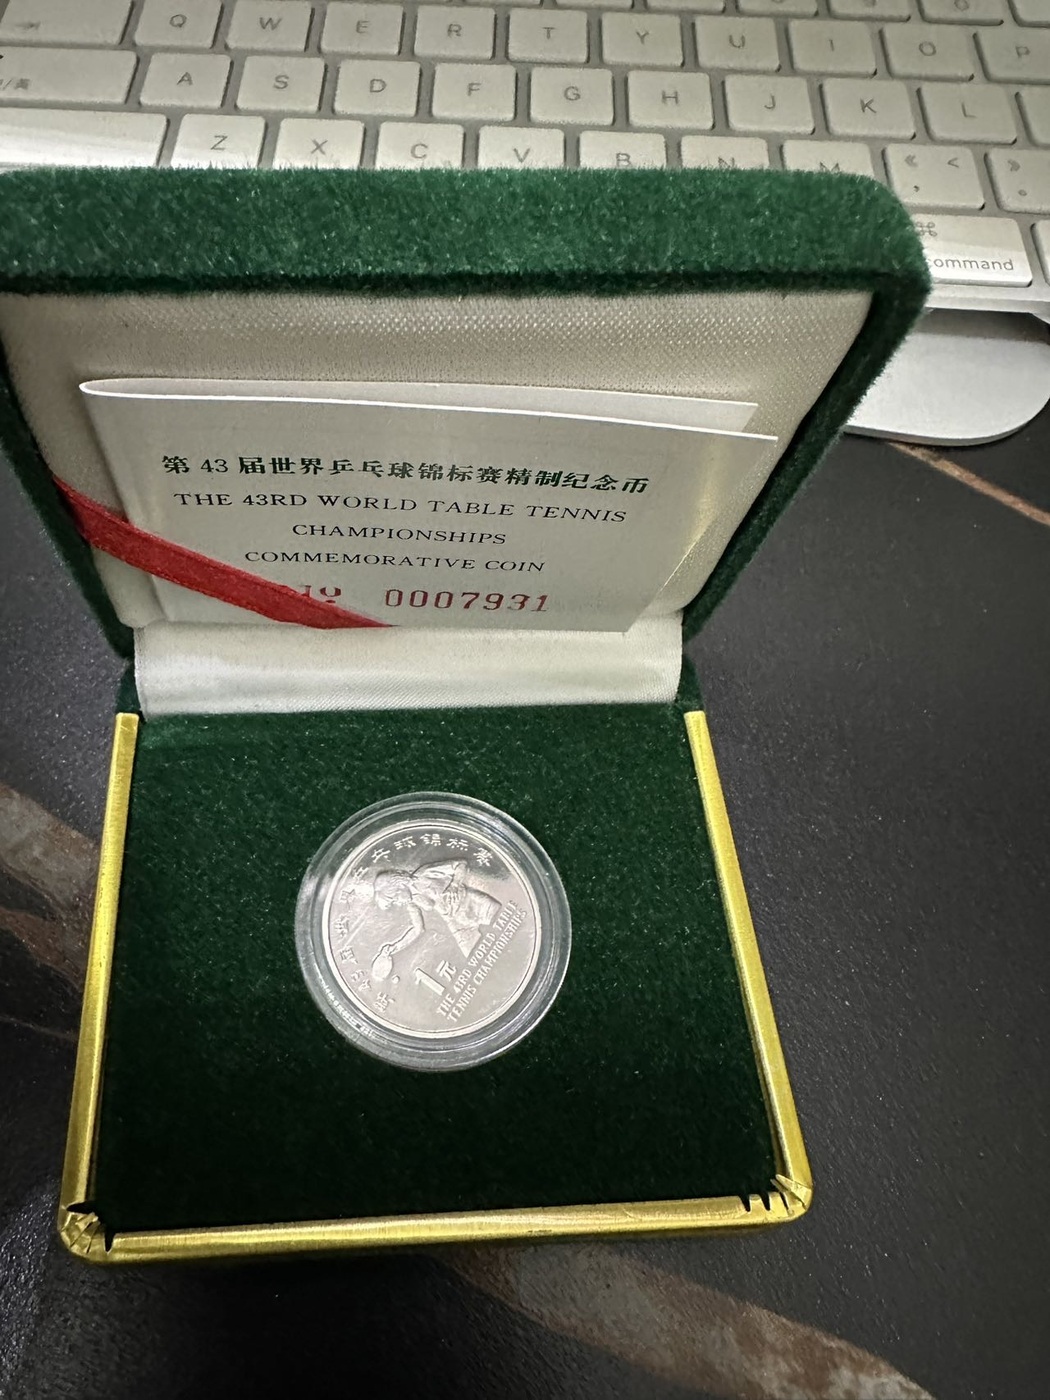 Q W E R T Y U I O P
A S D F G H J K L
Z X C V B N M 《 < 》
, 。
⌘
command
第 43 届世界乒乓球锦标赛精制纪念币
THE 43RD WORLD TABLE TENNIS
CHAMPIONSHIPS
COMMEMORATIVE COIN
0007931
乒乓球锦标赛
1元
THE 43RD WORLD TABLE
TENNIS CHAMPIONSHIPS